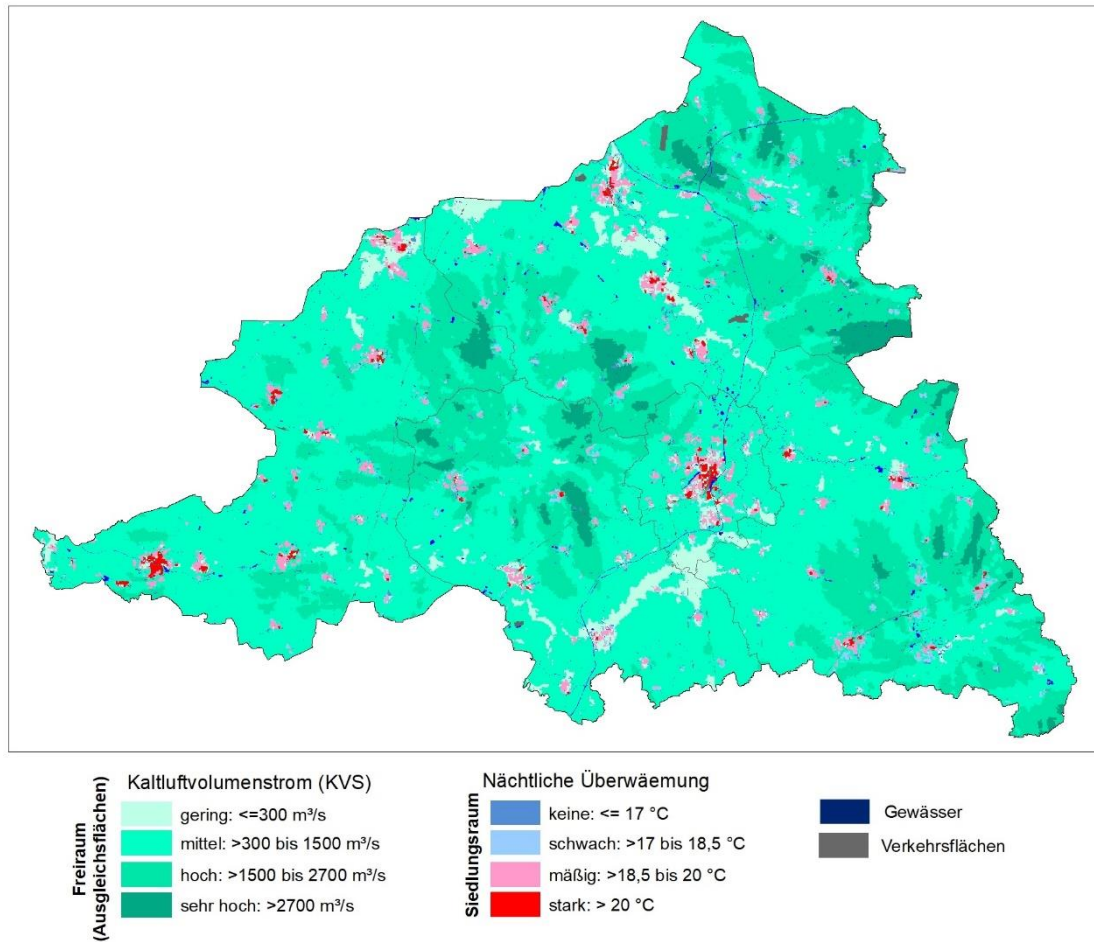 Freiraum
(Ausgleichsflächen)
Kaltluftvolumenstrom (KVS)
gering: <=300 m³/s
mittel: >300 bis 1500 m³/s
hoch: >1500 bis 2700 m³/s
sehr hoch: >2700 m³/s
Siedlungsraum
Nächtliche Überwäemung
keine: <= 17 °C
schwach: >17 bis 18,5 °C
mäßig: >18,5 bis 20 °C
stark: > 20 °C
Gewässer
Verkehrsflächen